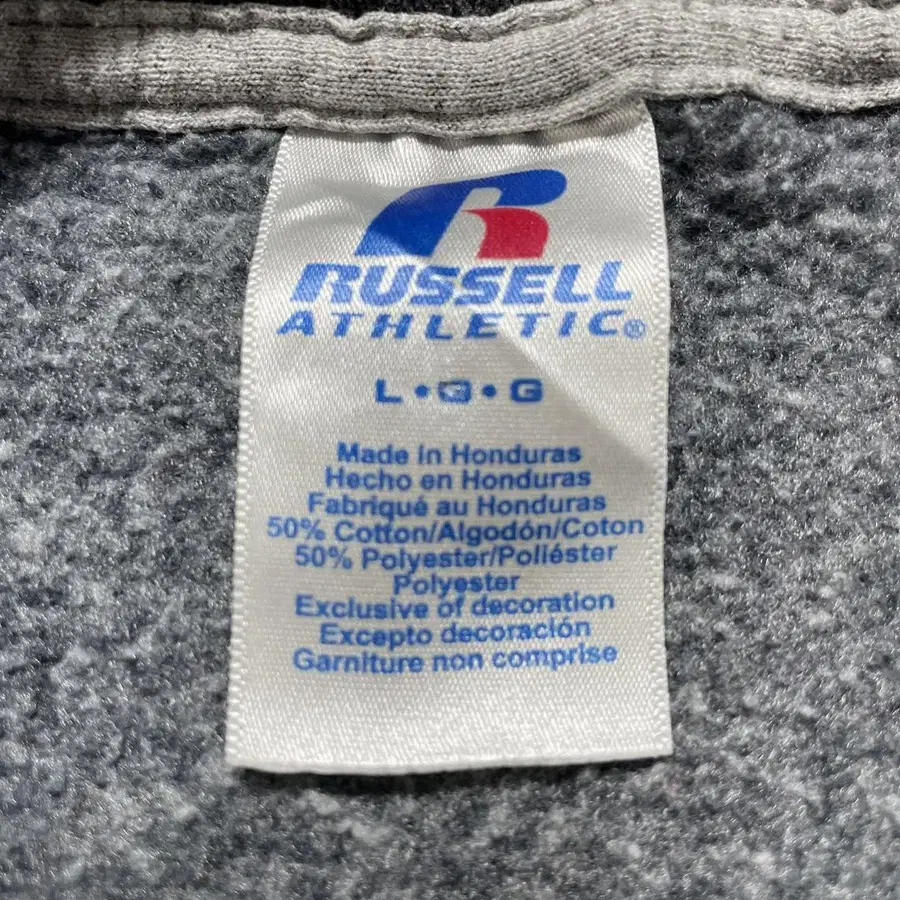 RUSSELL
ATHLETIC®
L•G•G
Made in Honduras
Hecho en Honduras
Fabriqué au Honduras
50% Cotton/Algodón/Coton
50% Polyester/Poliéster
Polyester
Exclusive of decoration
Excepto decoración
Garniture non comprise